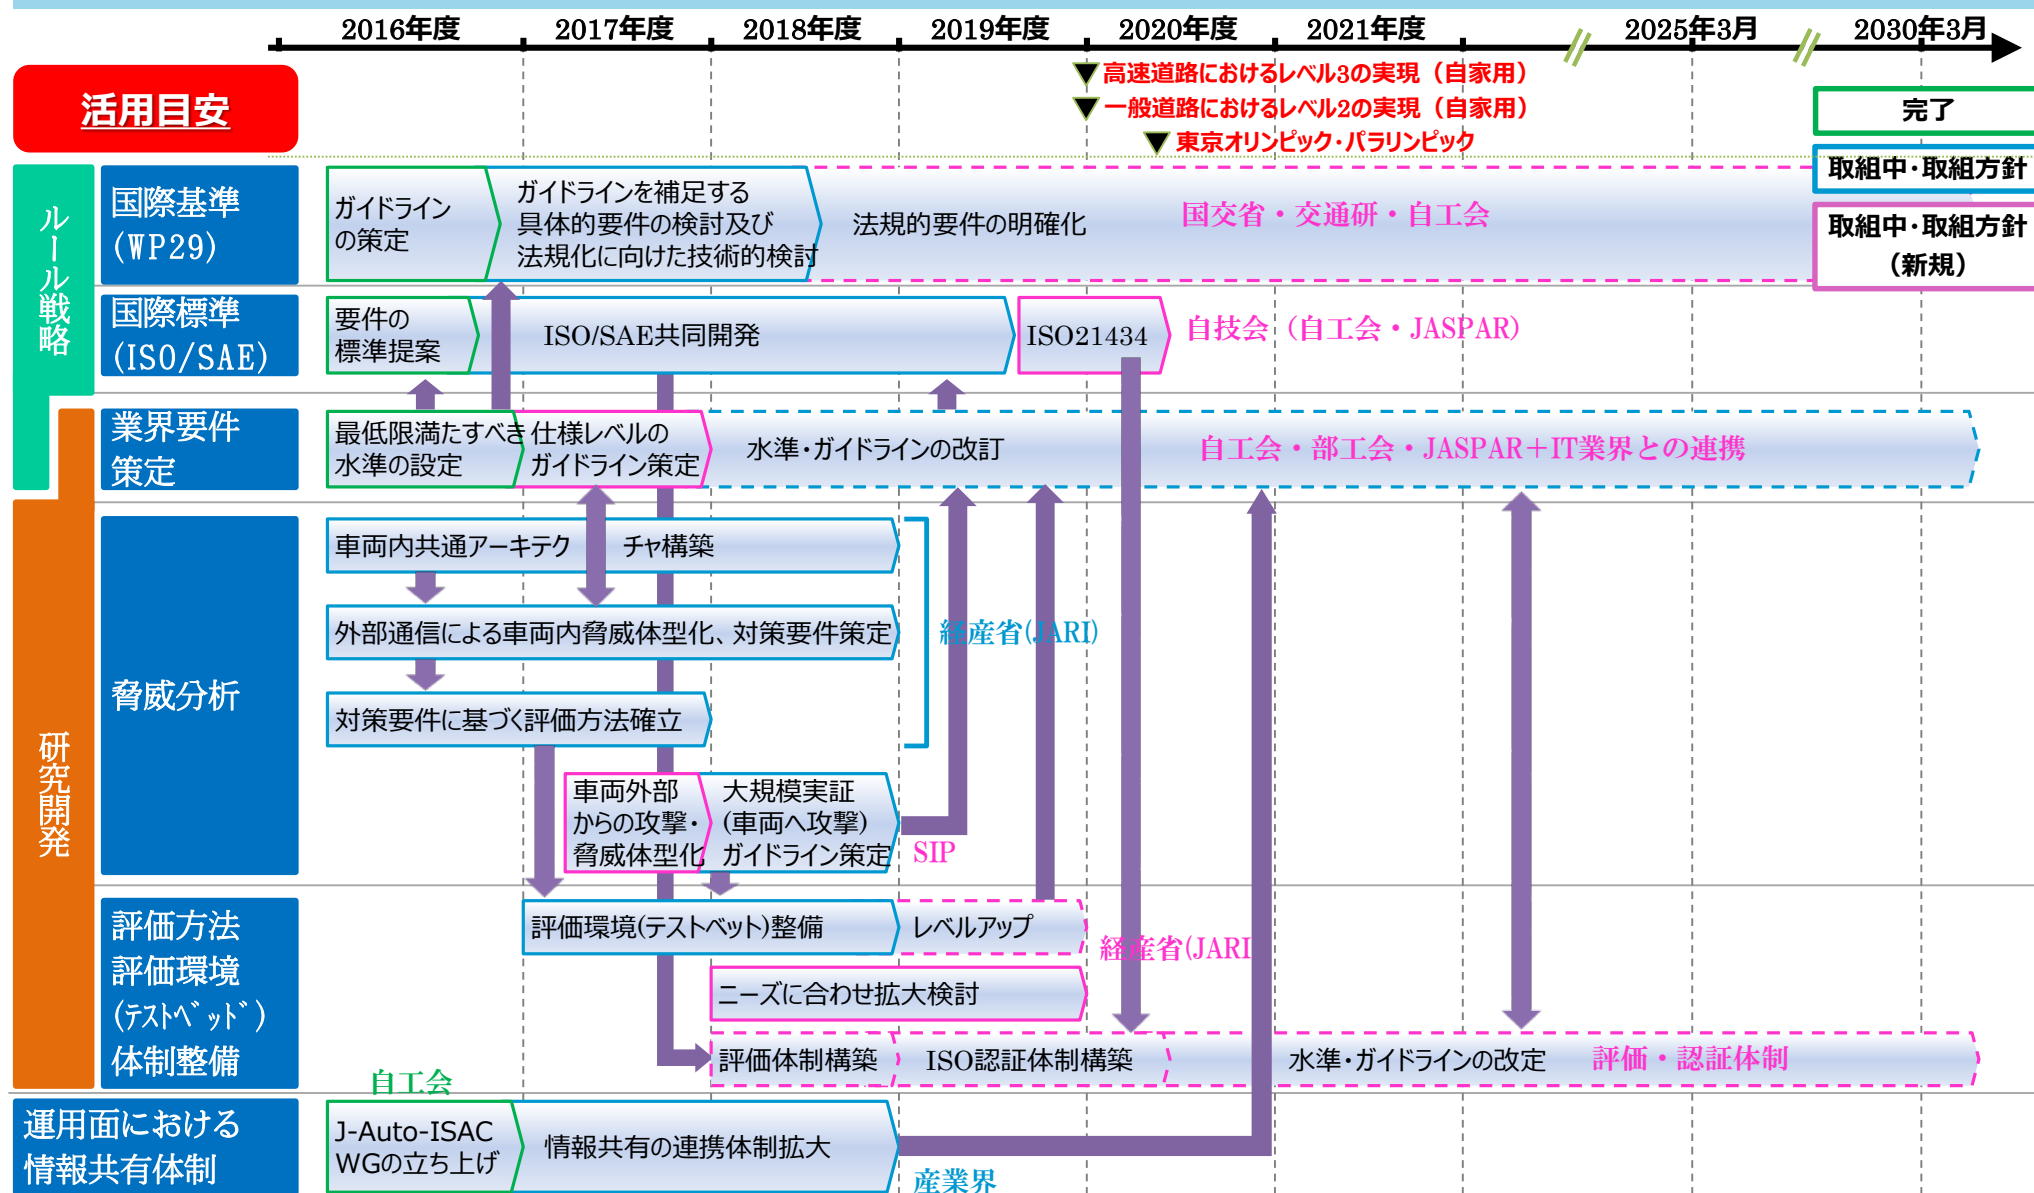 2016年度
2017年度
2018年度
2019年度
2020年度
2021年度
2025年3月
2030年3月
活用目安
高速道路におけるレベル3の実現（自家用）
一般道路におけるレベル2の実現（自家用）
東京オリンピック・パラリンピック
完了
取組中・取組方針
取組中・取組方針
（新規）
ルール戦略
国際基準
(WP29)
ガイドライン
の策定
ガイドラインを補足する
具体的要件の検討及び
法規化に向けた技術的検討
法規的要件の明確化
国交省・交通研・自工会
国際標準
(ISO/SAE)
要件の
標準提案
ISO/SAE共同開発
ISO21434
自技会（自工会・JASPAR）
業界要件
策定
最低限満たすべき
水準の設定
仕様レベルの
ガイドライン策定
水準・ガイドラインの改訂
自工会・部工会・JASPAR＋IT業界との連携
研究開発
脅威分析
車両内共通アーキテク　チャ構築
外部通信による車両内脅威体型化、対策要件策定
対策要件に基づく評価方法確立
経産省(JARI)
車両外部
からの攻撃・
脅威体型化
大規模実証
(車両へ攻撃)
ガイドライン策定
SIP
評価方法
評価環境
(ﾃｽﾄﾍﾞｯﾄﾞ)
体制整備
評価環境(テストベット)整備
レベルアップ
経産省(JARI
ニーズに合わせ拡大検討
評価体制構築
ISO認証体制構築
水準・ガイドラインの改定
評価・認証体制
運用面における
情報共有体制
自工会
J-Auto-ISAC
WGの立ち上げ
情報共有の連携体制拡大
産業界